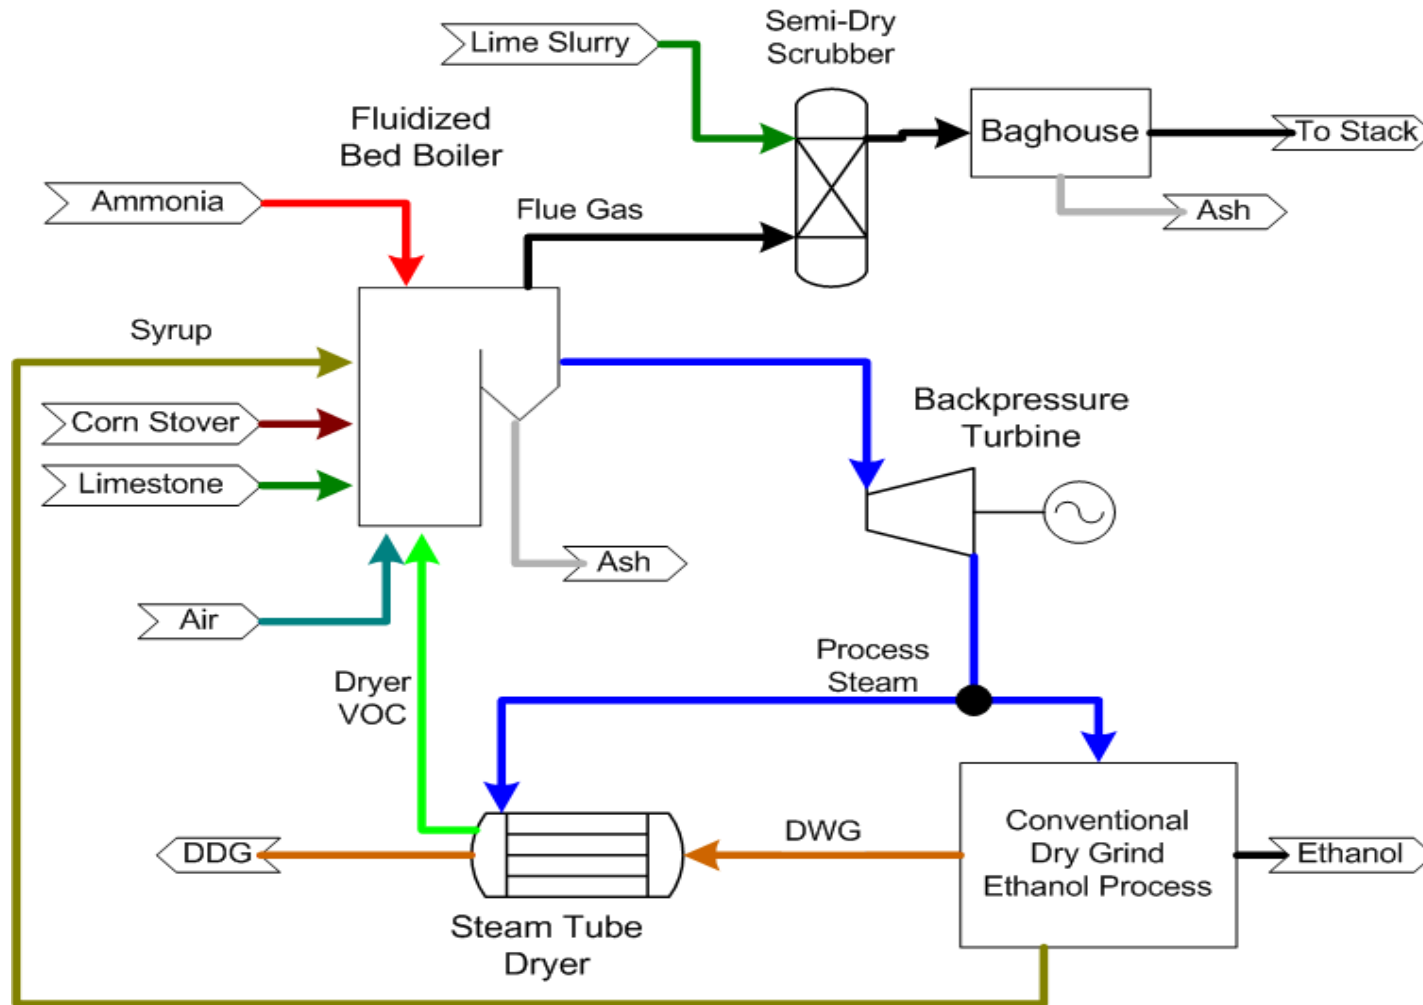 Semi-Dry
Scrubber
Lime Slurry
Baghouse
To Stack
Fluidized
Bed Boiler
Ammonia
Flue Gas
Ash
Syrup
Corn Stover
Limestone
Backpressure
Turbine
Ash
Air
Process
Steam
Dryer
VOC
DDG
DWG
Conventional
Dry Grind
Ethanol Process
Ethanol
Steam Tube
Dryer